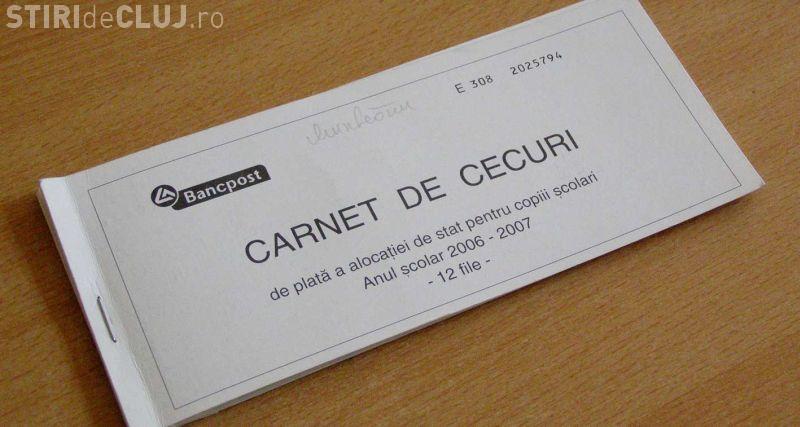 STIRIdeCLUJ.ro
E 308 2025794
Bancpost
CARNET DE CECURI
de plată a alocației de stat pentru copiii școlari
Anul școlar 2006 - 2007
- 12 file -